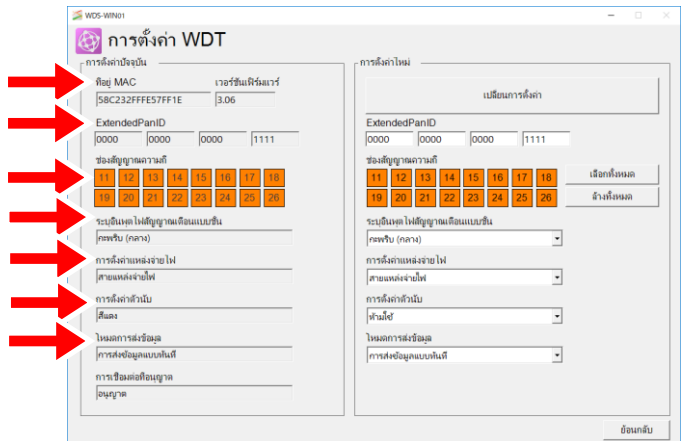 WDS-WIN01
การตั้งค่า WDT
การตั้งค่าปัจจุบัน
ที่อยู่ MAC
เวอร์ชันเฟิร์มแวร์
58C232FFFE57FF1E
3.06
ExtendedPanID
0000 0000 0000 1111
ช่องสัญญาณความถี่
11 12 13 14 15 16 17 18
19 20 21 22 23 24 25 26
ระบุอินพุตไฟสัญญาณเตือนแบบชั้น
กะพริบ (กลาง)
การตั้งค่าแหล่งจ่ายไฟ
สายแหล่งจ่ายไฟ
การตั้งค่าตัวนับ
สีแดง
โหมดการส่งข้อมูล
การส่งข้อมูลแบบทันที
การเชื่อมต่อที่อนุญาต
อนุญาต
การตั้งค่าใหม่
เปลี่ยนการตั้งค่า
ExtendedPanID
0000 0000 0000 1111
ช่องสัญญาณความถี่
11 12 13 14 15 16 17 18
เลือกทั้งหมด
19 20 21 22 23 24 25 26
ล้างทั้งหมด
ระบุอินพุตไฟสัญญาณเตือนแบบชั้น
กะพริบ (กลาง)
การตั้งค่าแหล่งจ่ายไฟ
สายแหล่งจ่ายไฟ
การตั้งค่าตัวนับ
ห้ามใช้
โหมดการส่งข้อมูล
การส่งข้อมูลแบบทันที
ย้อนกลับ